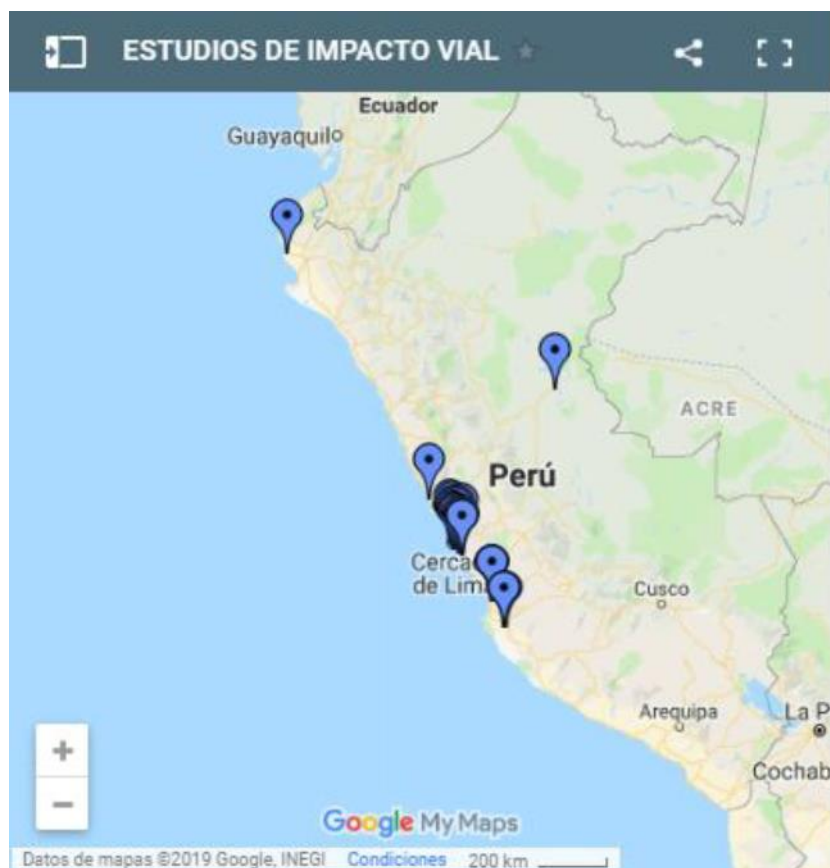 ESTUDIOS DE IMPACTO VIAL
Ecuador
Guayaquil
ACRE
Perú
Cerca
de Lim
Cusco
Arequipa
La P
Cochab
+
−
Google My Maps
Datos de mapas ©2019 Google, INEGI Condiciones 200 km